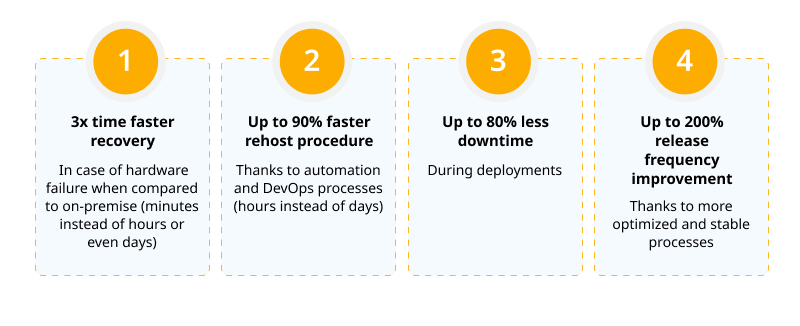 1
3x time faster
recovery
In case of hardware
failure when compared
to on-premise (minutes
instead of hours or
even days)
2
Up to 90% faster
rehost procedure
Thanks to automation
and DevOps processes
(hours instead of days)
3
Up to 80% less
downtime
During deployments
4
Up to 200%
release
frequency
improvement
Thanks to more
optimized and stable
processes